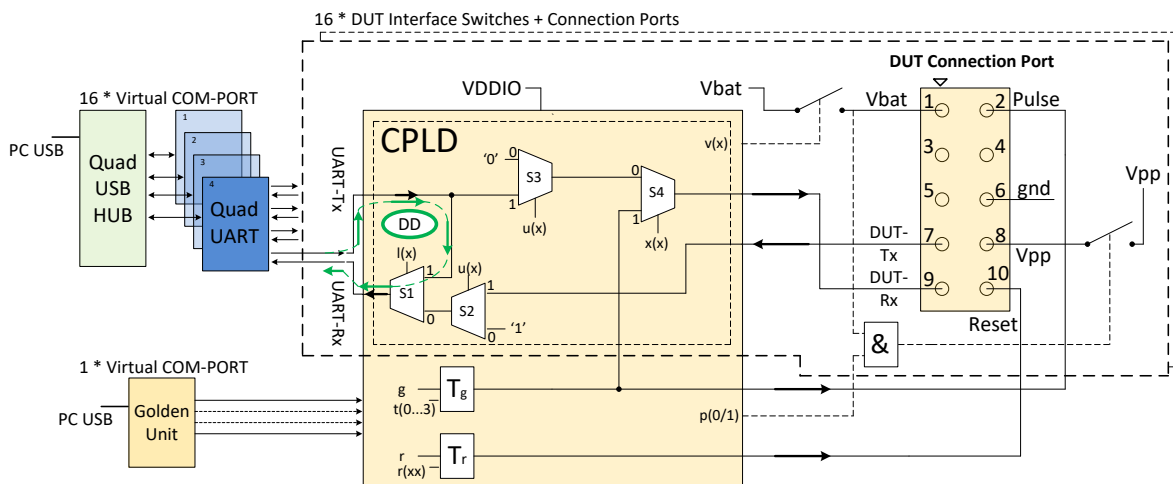 16 * DUT Interface Switches + Connection Ports
DUT Connection Port
16 * Virtual COM-PORT
VDDIO
Vbat
Vbat
1
2
Pulse
1
2
3
4
PC USB
Quad
USB
HUB
Quad
UART
CPLD
v(x)
UART-Tx
UART-Rx
DD
'0'
0
1
S3
u(x)
0
1
S4
x(x)
l(x)
u(x)
1
0
S1
1
0
S2
'1'
3
4
5
6
gnd
Vpp
DUT-
Tx
7
8
Vpp
DUT-
Rx
9
10
Reset
&
1 * Virtual COM-PORT
PC USB
Golden
Unit
g
t(0...3)
Tg
p(0/1)
r
r(xx)
Tr